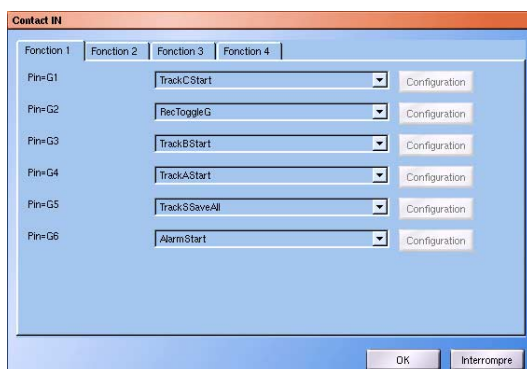 Contact IN
Fonction 1 Fonction 2 Fonction 3 Fonction 4
Pin=G1 TrackCStart Configuration
Pin=G2 RecToggleG Configuration
Pin=G3 TrackBStart Configuration
Pin=G4 TrackAStart Configuration
Pin=G5 TrackSSaveAll Configuration
Pin=G6 AlarmStart Configuration
OK Interrompre